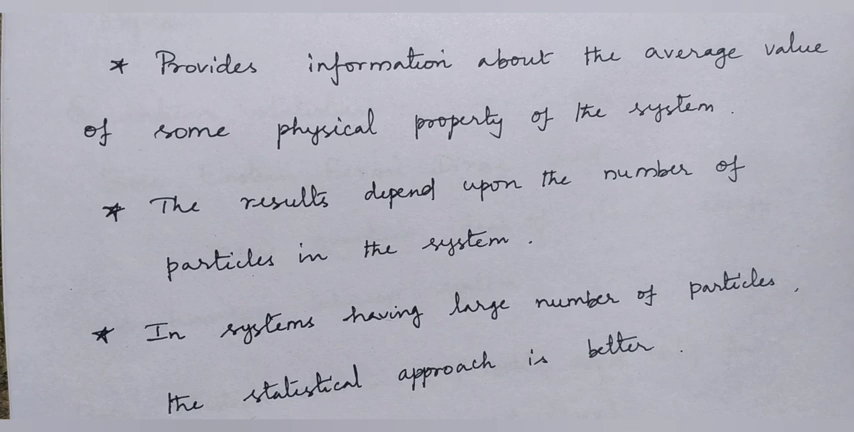 * Provides information about the average value
of some physical property of the system.
* The results depend upon the number of
particles in the system.
* In systems having large number of particles,
the statistical approach is better.